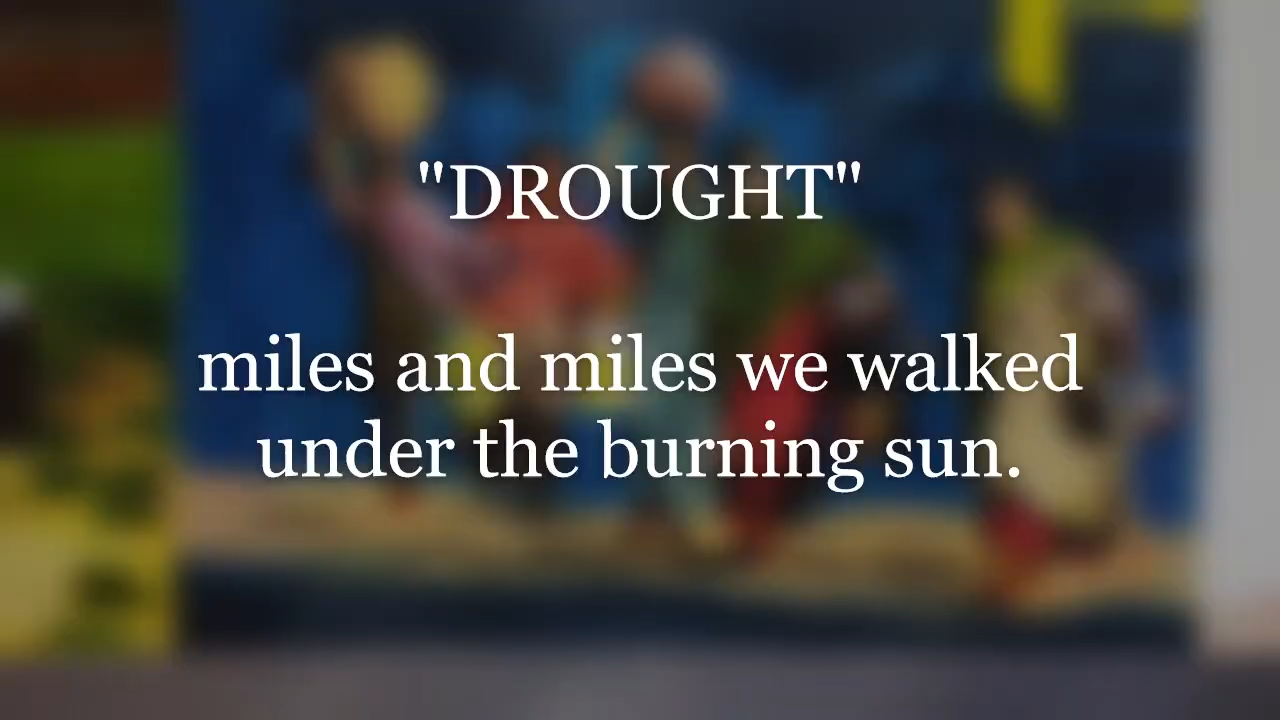 "DROUGHT"
miles and miles we walked
under the burning sun.